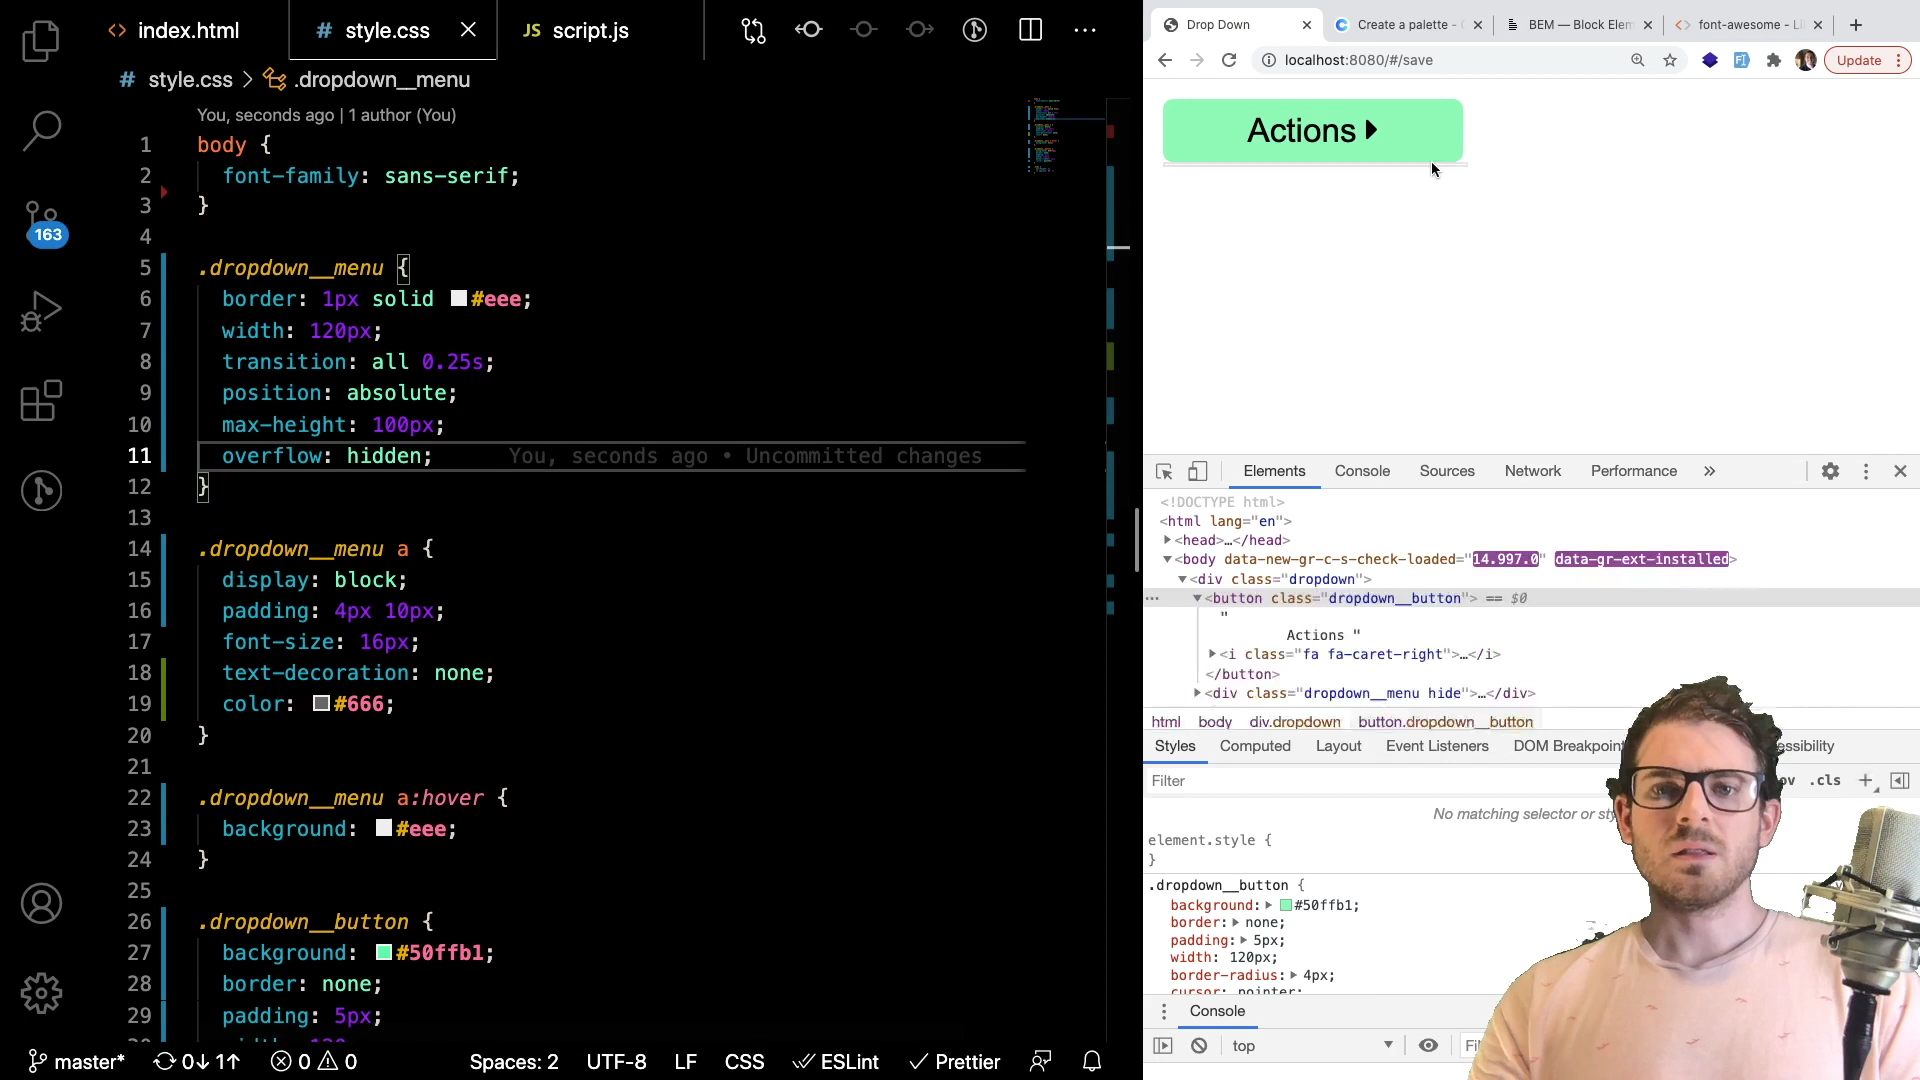 index.html
style.css
script.js
style.css > .dropdown__menu
You, seconds ago | 1 author (You)
1 body {
2 font-family: sans-serif;
3 }
4
5 .dropdown__menu {
6 border: 1px solid #eee;
7 width: 120px;
8 transition: all 0.25s;
9 position: absolute;
10 max-height: 100px;
11 overflow: hidden; You, seconds ago • Uncommitted changes
12 }
13
14 .dropdown__menu a {
15 display: block;
16 padding: 4px 10px;
17 font-size: 16px;
18 text-decoration: none;
19 color: #666;
20 }
21
22 .dropdown__menu a:hover {
23 background: #eee;
24 }
25
26 .dropdown__button {
27 background: #50ffb1;
28 border: none;
29 padding: 5px;
163
master* 0↓ 1↑ 0 0 Spaces: 2 UTF-8 LF CSS ESLint Prettier
Drop Down
Create a palette -
BEM — Block Elem
font-awesome - Li
localhost:8080/#/save
Update
Actions
Elements Console Sources Network Performance »
<!DOCTYPE html>
<html lang="en">
<head>…</head>
<body data-new-gr-c-s-check-loaded="14.997.0" data-gr-ext-installed>
<div class="dropdown">
<button class="dropdown__button"> == $0
"
Actions "
<i class="fa fa-caret-right">…</i>
</button>
<div class="dropdown__menu hide">…</div>
html body div.dropdown button.dropdown__button
Styles Computed Layout Event Listeners DOM Breakpoint
Filter .cls
No matching selector or
element.style {
}
.dropdown__button {
background: #50ffb1;
border: none;
padding: 5px;
width: 120px;
border-radius: 4px;
cursor: pointer;
Console
top